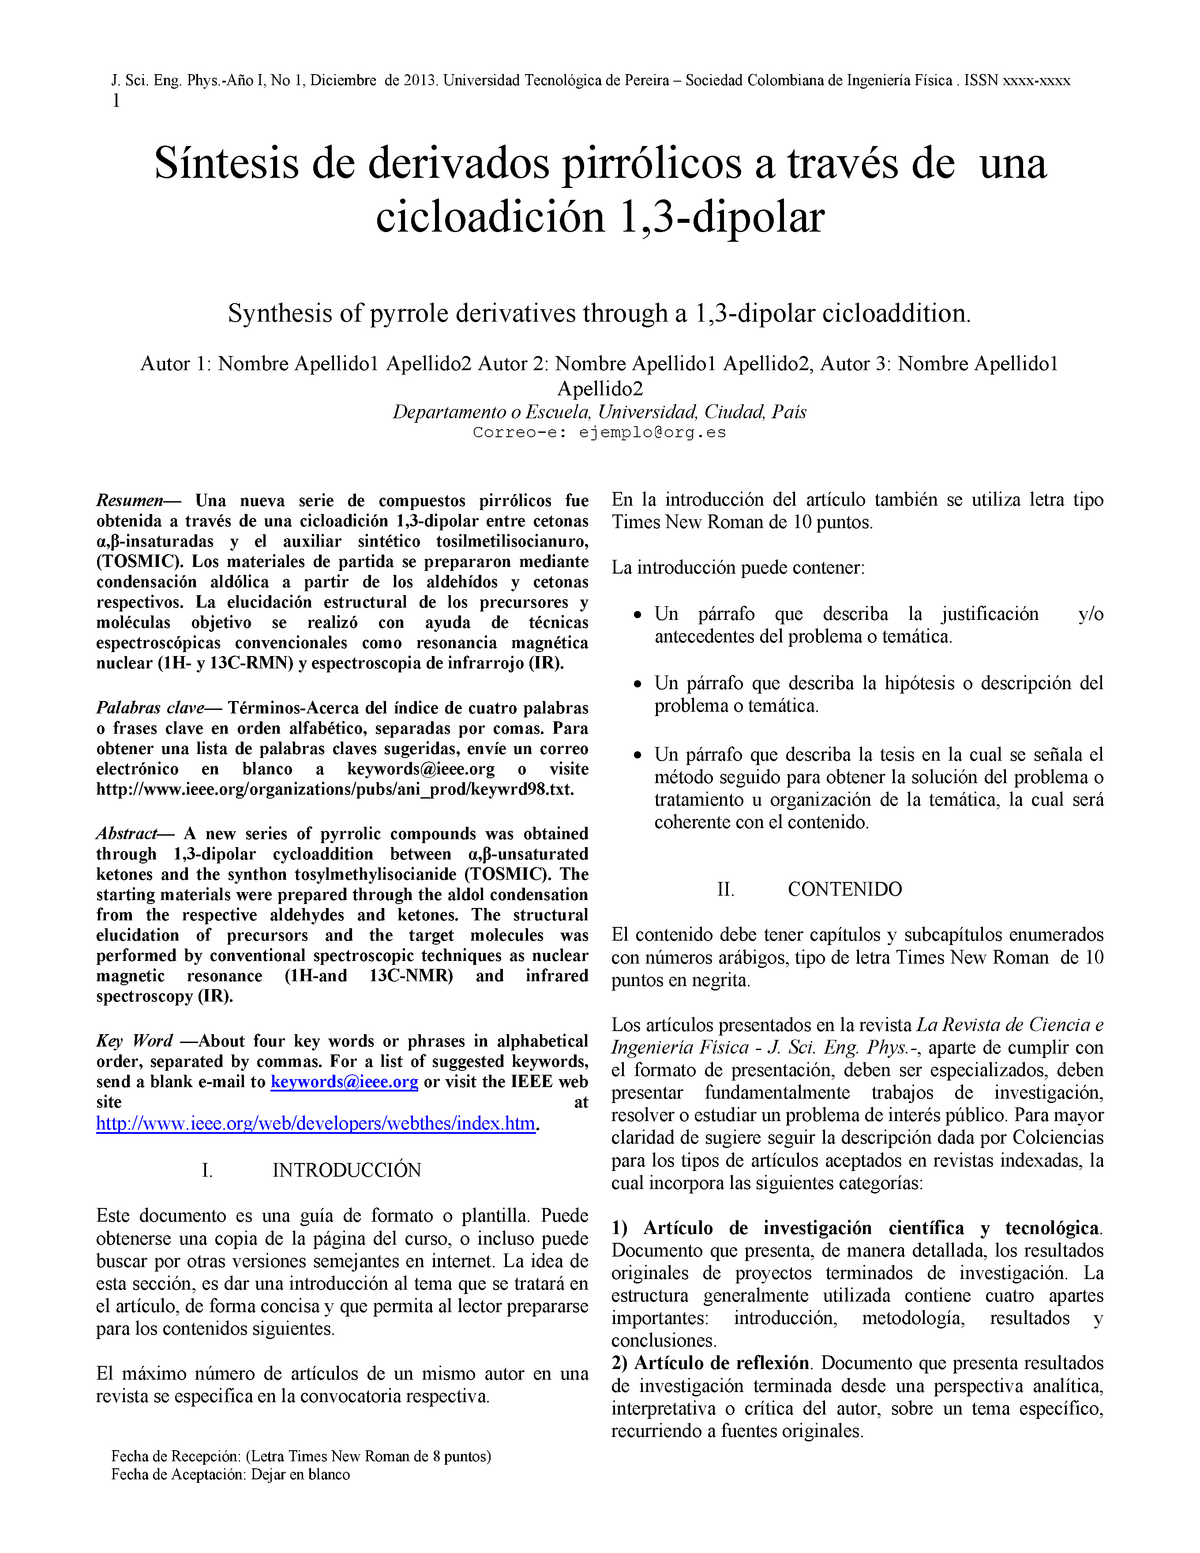 J. Sci. Eng. Phys.-Año I, No 1, Diciembre  de 2013. Universidad Tecnológica de Pereira – Sociedad Colombiana de Ingeniería Física . ISSN xxxx-xxxx
1
Síntesis de derivados pirrólicos a través de  una
cicloadición 1,3-dipolar
Synthesis of pyrrole derivatives through a 1,3-dipolar cicloaddition.
Autor 1: Nombre Apellido1 Apellido2 Autor 2: Nombre Apellido1 Apellido2, Autor 3: Nombre Apellido1
Apellido2
Departamento o Escuela, Universidad, Ciudad, País
Correo-e: ejemplo@org.es
Resumen— Una nueva serie de compuestos pirrólicos fue
obtenida a través de una cicloadición 1,3-dipolar entre cetonas
α,β-insaturadas y el auxiliar sintético tosilmetilisocianuro,
(TOSMIC). Los materiales de partida se prepararon mediante
condensación aldólica a partir de los aldehídos y cetonas
respectivos. La elucidación estructural de los precursores y
moléculas objetivo se realizó con ayuda de técnicas
espectroscópicas convencionales como resonancia magnética
nuclear (1H- y 13C-RMN) y espectroscopia de infrarrojo (IR).
Palabras clave— Términos-Acerca del índice de cuatro palabras
o frases clave en orden alfabético, separadas por comas. Para
obtener una lista de palabras claves sugeridas, envíe un correo
electrónico en blanco a keywords@ieee.org o visite
http://www.ieee.org/organizations/pubs/ani_prod/keywrd98.txt.
Abstract— A new series of pyrrolic compounds was obtained
through 1,3-dipolar cycloaddition between α,β-unsaturated
ketones and the synthon tosylmethylisocianide (TOSMIC). The
starting materials were prepared through the aldol condensation
from the respective aldehydes and ketones. The structural
elucidation of precursors and the target molecules was
performed by conventional spectroscopic techniques as nuclear
magnetic resonance (1H-and 13C-NMR) and infrared
spectroscopy (IR).
Key Word —About four key words or phrases in alphabetical
order, separated by commas. For a list of suggested keywords,
send a blank e-mail to keywords@ieee.org or visit the IEEE web
site at
http://www.ieee.org/web/developers/webthes/index.htm.
I. INTRODUCCIÓN
Este documento es una guía de formato o plantilla. Puede
obtenerse una copia de la página del curso, o incluso puede
buscar por otras versiones semejantes en internet. La idea de
esta sección, es dar una introducción al tema que se tratará en
el artículo, de forma concisa y que permita al lector prepararse
para los contenidos siguientes.
El máximo número de artículos de un mismo autor en una
revista se especifica en la convocatoria respectiva.
En la introducción del artículo también se utiliza letra tipo
Times New Roman de 10 puntos.
La introducción puede contener:
• Un párrafo que describa la justificación y/o
antecedentes del problema o temática.
• Un párrafo que describa la hipótesis o descripción del
problema o temática.
• Un párrafo que describa la tesis en la cual se señala el
método seguido para obtener la solución del problema o
tratamiento u organización de la temática, la cual será
coherente con el contenido.
II. CONTENIDO
El contenido debe tener capítulos y subcapítulos enumerados
con números arábigos, tipo de letra Times New Roman  de 10
puntos en negrita.
Los artículos presentados en la revista La Revista de Ciencia e
Ingeniería Física - J. Sci. Eng. Phys.-, aparte de cumplir con
el formato de presentación, deben ser especializados, deben
presentar fundamentalmente trabajos de investigación,
resolver o estudiar un problema de interés público. Para mayor
claridad de sugiere seguir la descripción dada por Colciencias
para los tipos de artículos aceptados en revistas indexadas, la
cual incorpora las siguientes categorías:
1) Artículo de investigación científica y tecnológica.
Documento que presenta, de manera detallada, los resultados
originales de proyectos terminados de investigación. La
estructura generalmente utilizada contiene cuatro apartes
importantes: introducción, metodología, resultados y
conclusiones.
2) Artículo de reflexión. Documento que presenta resultados
de investigación terminada desde una perspectiva analítica,
interpretativa o crítica del autor, sobre un tema específico,
recurriendo a fuentes originales.
Fecha de Recepción: (Letra Times New Roman de 8 puntos)
Fecha de Aceptación: Dejar en blanco